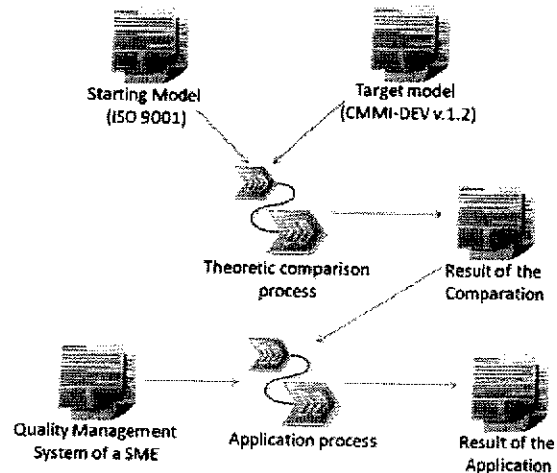 Starting Model
(ISO 9001)
Target model
(CMMI-DEV v.1.2)
Theoretic comparison
process
Result of the
Comparation
Quality Management
System of a SME
Application process
Result of the
Application